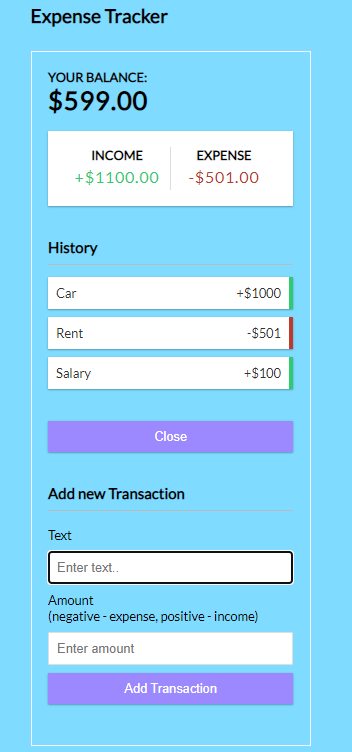 Expense Tracker
YOUR BALANCE:
$599.00
INCOME EXPENSE
+$1100.00 -$501.00
History
Car +$1000
Rent -$501
Salary +$100
Close
Add new Transaction
Text
Enter text..
Amount
(negative - expense, positive - income)
Enter amount
Add Transaction